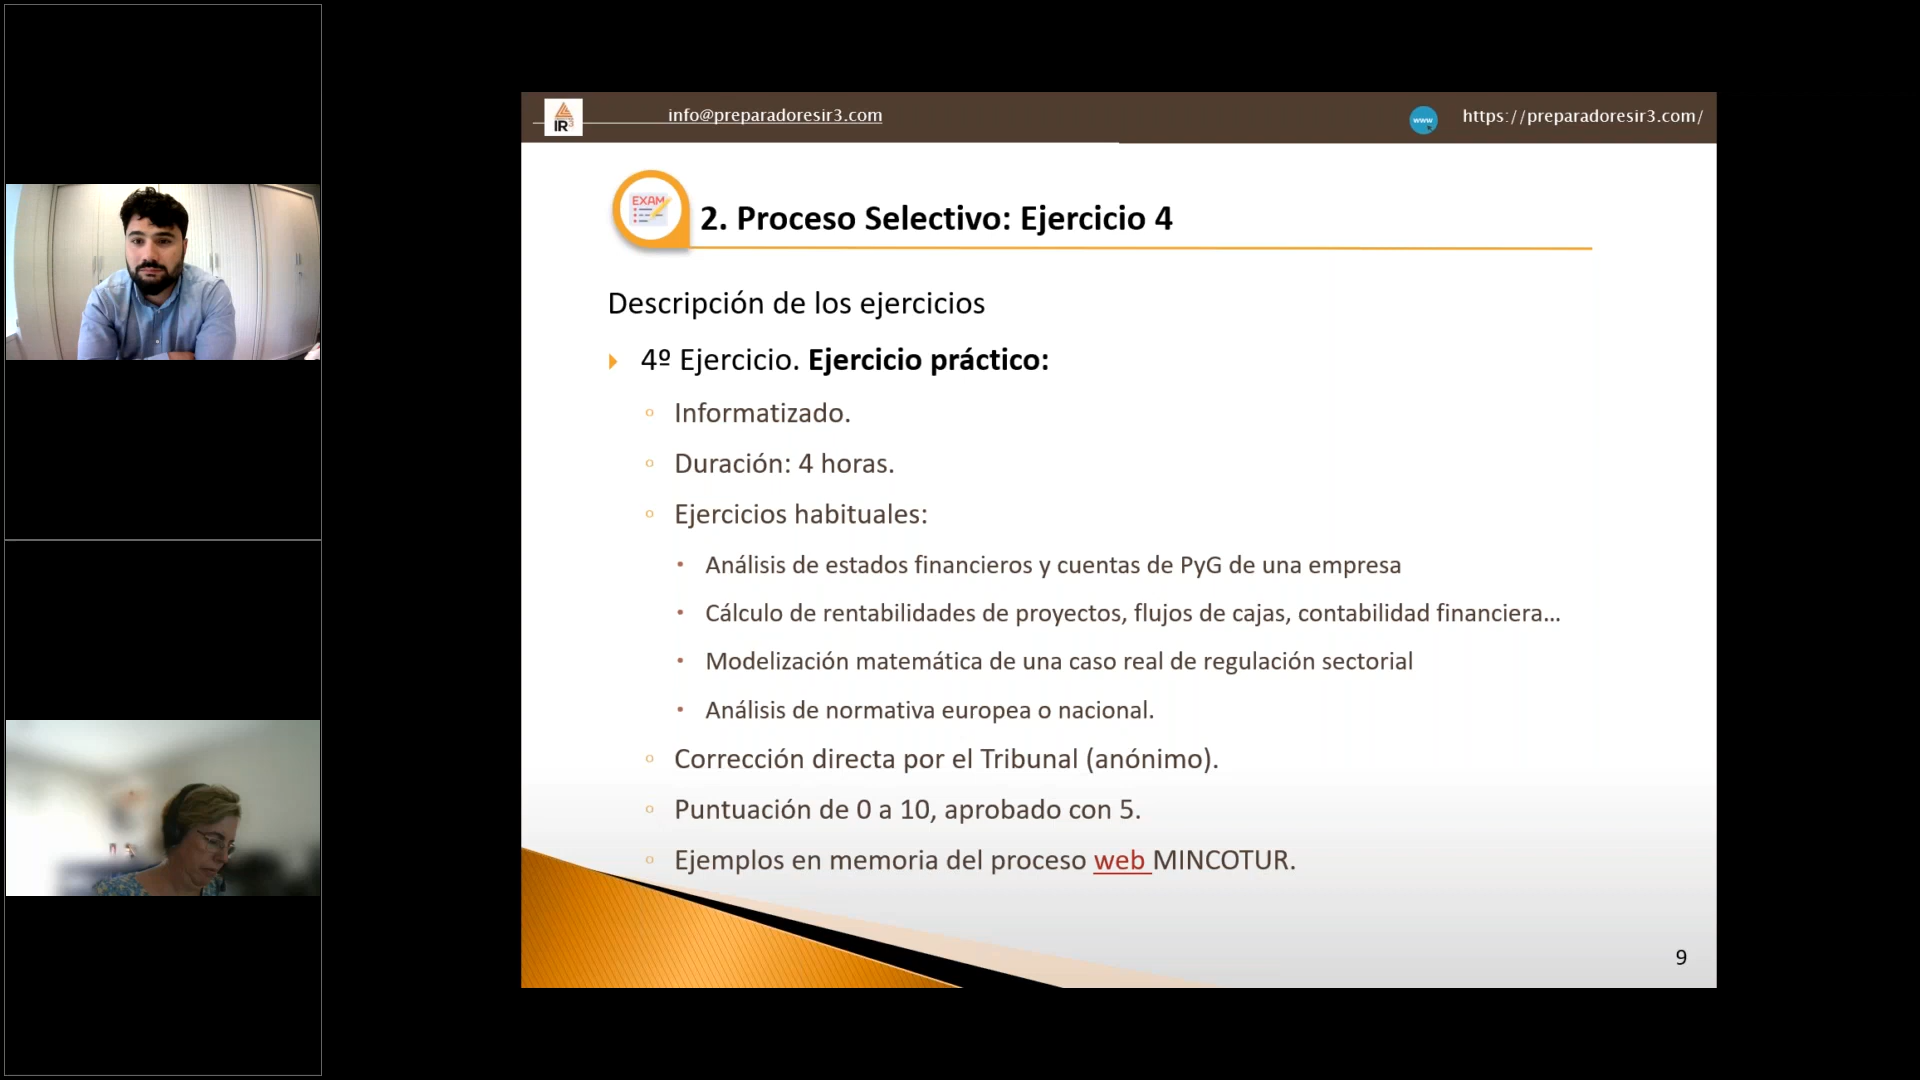 IR3
info@preparadoresir3.com
www
https://preparadoresir3.com/
EXAM
2. Proceso Selectivo: Ejercicio 4
Descripción de los ejercicios
4º Ejercicio. Ejercicio práctico:
Informatizado.
Duración: 4 horas.
Ejercicios habituales:
Análisis de estados financieros y cuentas de PyG de una empresa
Cálculo de rentabilidades de proyectos, flujos de cajas, contabilidad financiera...
Modelización matemática de una caso real de regulación sectorial
Análisis de normativa europea o nacional.
Corrección directa por el Tribunal (anónimo).
Puntuación de 0 a 10, aprobado con 5.
Ejemplos en memoria del proceso web MINCOTUR.
9